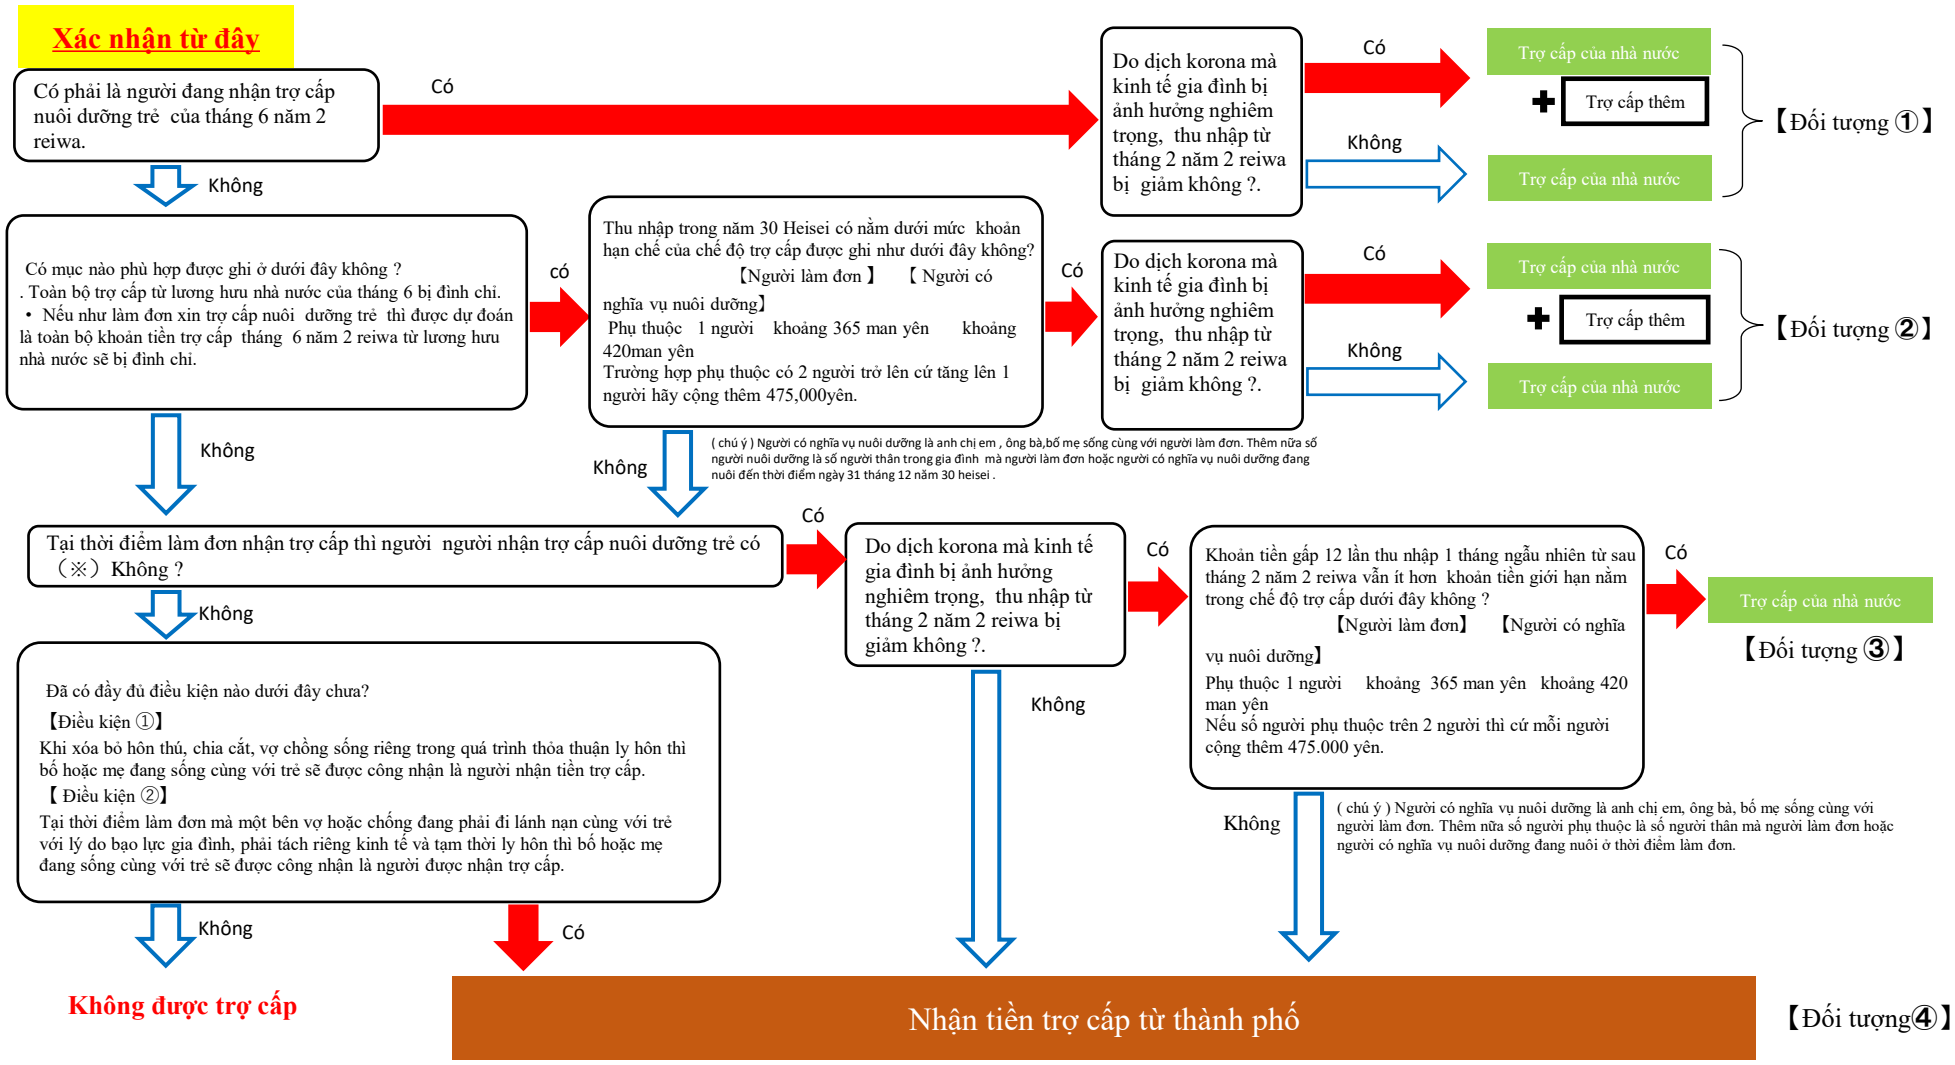 Xác nhận từ đây
Có phải là người đang nhận trợ cấp
nuôi dưỡng trẻ của tháng 6 năm 2
reiwa.
Có
Do dịch korona mà
kinh tế gia đình bị
ảnh hưởng nghiêm
trọng, thu nhập từ
tháng 2 năm 2 reiwa
bị giảm không ?.
Có
Trợ cấp của nhà nước
+
Trợ cấp thêm
Không
Trợ cấp của nhà nước
【Đối tượng ①】
Không
Có mục nào phù hợp được ghi ở dưới đây không ?
. Toàn bộ trợ cấp từ lương hưu nhà nước của tháng 6 bị đình chỉ.
• Nếu như làm đơn xin trợ cấp nuôi dưỡng trẻ thì được dự đoán
là toàn bộ khoản tiền trợ cấp tháng 6 năm 2 reiwa từ lương hưu
nhà nước sẽ bị đình chỉ.
có
Thu nhập trong năm 30 Heisei có nằm dưới mức khoản
hạn chế của chế độ trợ cấp được ghi như dưới đây không?
【Người làm đơn 】 【 Người có
nghĩa vụ nuôi dưỡng】
Phụ thuộc 1 người khoảng 365 man yên khoảng
420man yên
Trường hợp phụ thuộc có 2 người trở lên cứ tăng lên 1
người hãy cộng thêm 475,000yên.
Có
Do dịch korona mà
kinh tế gia đình bị
ảnh hưởng nghiêm
trọng, thu nhập từ
tháng 2 năm 2 reiwa
bị giảm không ?.
Có
Trợ cấp của nhà nước
+
Trợ cấp thêm
Không
Trợ cấp của nhà nước
【Đối tượng ②】
Không
Không
( chú ý ) Người có nghĩa vụ nuôi dưỡng là anh chị em , ông bà,bố mẹ sống cùng với người làm đơn. Thêm nữa số
người nuôi dưỡng là số người thân trong gia đình mà người làm đơn hoặc người có nghĩa vụ nuôi dưỡng đang
nuôi đến thời điểm ngày 31 tháng 12 năm 30 heisei .
Tại thời điểm làm đơn nhận trợ cấp thì người người nhận trợ cấp nuôi dưỡng trẻ có
（※）Không ?
Có
Do dịch korona mà kinh tế
gia đình bị ảnh hưởng
nghiêm trọng, thu nhập từ
tháng 2 năm 2 reiwa bị
giảm không ?.
Có
Khoản tiền gấp 12 lần thu nhập 1 tháng ngẫu nhiên từ sau
tháng 2 năm 2 reiwa vẫn ít hơn khoản tiền giới hạn nằm
trong chế độ trợ cấp dưới đây không ?
【Người làm đơn】 【Người có nghĩa
vụ nuôi dưỡng】
Phụ thuộc 1 người khoảng 365 man yên khoảng 420
man yên
Nếu số người phụ thuộc trên 2 người thì cứ mỗi người
cộng thêm 475.000 yên.
Có
Trợ cấp của nhà nước
【Đối tượng ③】
Không
Đã có đầy đủ điều kiện nào dưới đây chưa?
【Điều kiện ①】
Khi xóa bỏ hôn thú, chia cắt, vợ chồng sống riêng trong quá trình thỏa thuận ly hôn thì
bố hoặc mẹ đang sống cùng với trẻ sẽ được công nhận là người nhận tiền trợ cấp.
【 Điều kiện ②】
Tại thời điểm làm đơn mà một bên vợ hoặc chống đang phải đi lánh nạn cùng với trẻ
với lý do bạo lực gia đình, phải tách riêng kinh tế và tạm thời ly hôn thì bố hoặc mẹ
đang sống cùng với trẻ sẽ được công nhận là người được nhận trợ cấp.
Không
Không
( chú ý ) Người có nghĩa vụ nuôi dưỡng là anh chị em, ông bà, bố mẹ sống cùng với
người làm đơn. Thêm nữa số người phụ thuộc là số người thân mà người làm đơn hoặc
người có nghĩa vụ nuôi dưỡng đang nuôi ở thời điểm làm đơn.
Không
Có
Không được trợ cấp
Nhận tiền trợ cấp từ thành phố
【Đối tượng④】